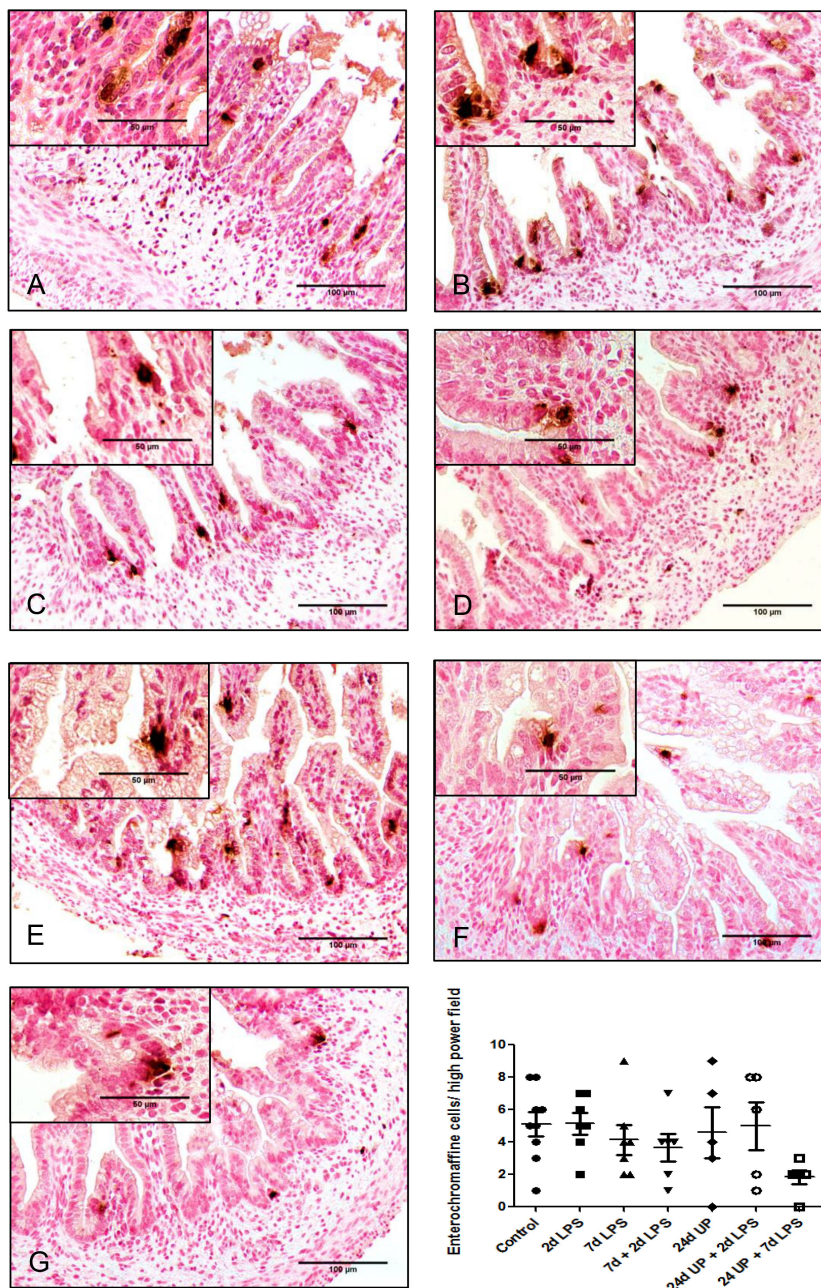 50 µm
100 µm
A
50 µm
100 µm
B
50 µm
100 µm
C
50 µm
100 µm
D
50 µm
100 µm
E
50 µm
100 µm
F
50 µm
100 µm
G
Enterochromaffine cells/ high power field
10
8
6
4
2
0
Control
2d LPS
7d LPS
7d + 2d LPS
24d UP
24d UP + 2d LPS
24 UP + 7d LPS